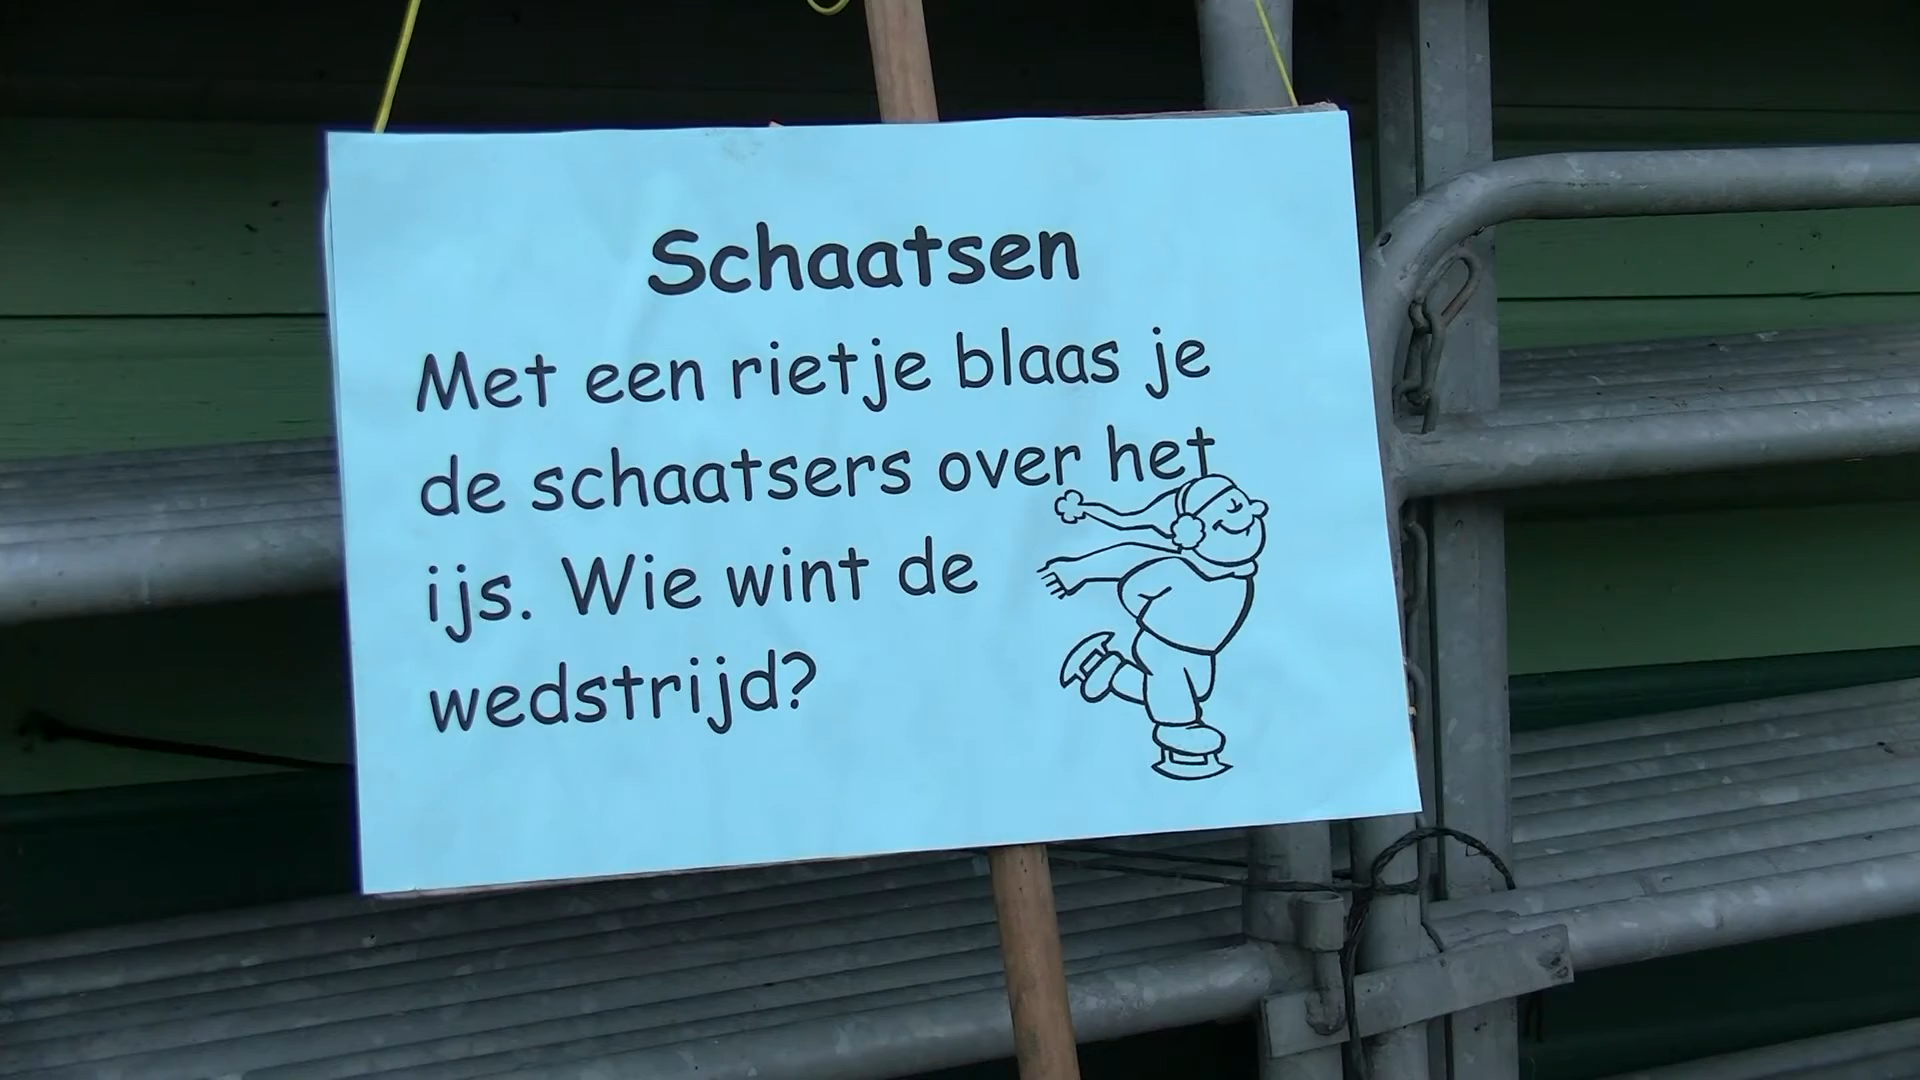 Schaatsen
Met een rietje blaas je
de schaatsers over het
ijs. Wie wint de
wedstrijd?